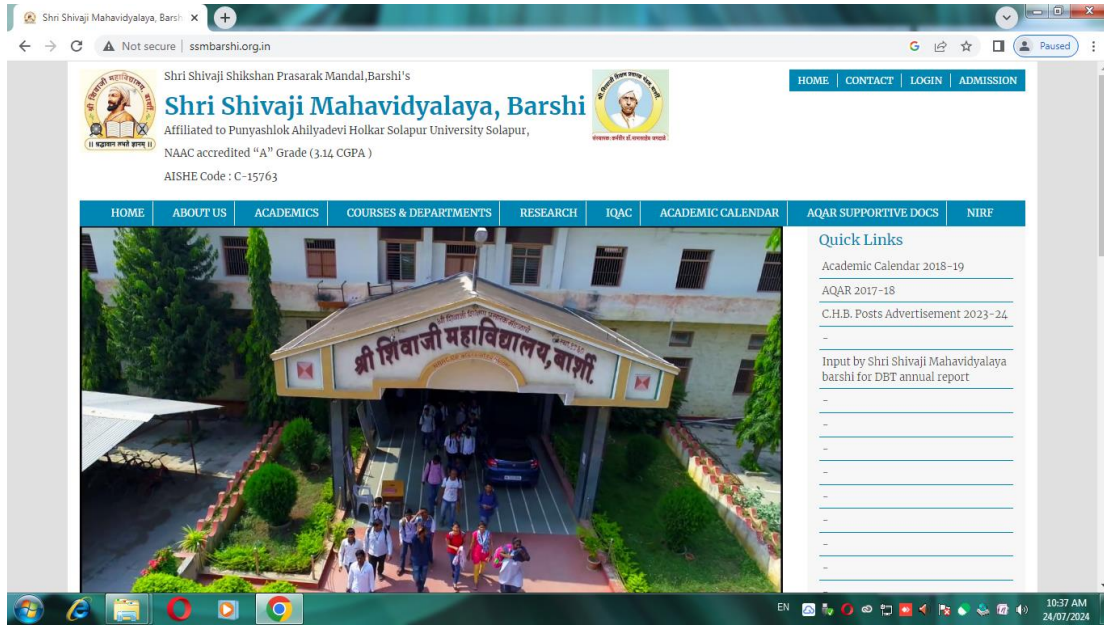 Shri Shivaji Mahavidyalaya, Barsh
Not secure | ssmbarshi.org.in
Paused
Shri Shivaji Shikshan Prasarak Mandal,Barshi's
Shri Shivaji Mahavidyalaya, Barshi
Affiliated to Punyashlok Ahilyadevi Holkar Solapur University Solapur,
NAAC accredited “A” Grade (3.14 CGPA )
AISHE Code : C-15763
HOME | CONTACT | LOGIN | ADMISSION
HOME ABOUT US ACADEMICS COURSES & DEPARTMENTS RESEARCH IQAC ACADEMIC CALENDAR AQAR SUPPORTIVE DOCS NIRF
श्री शिवाजी महाविद्यालय, बार्शी.
Quick Links
Academic Calendar 2018-19
AQAR 2017-18
C.H.B. Posts Advertisement 2023-24
-
Input by Shri Shivaji Mahavidyalaya
barshi for DBT annual report
-
-
-
-
-
-
-
-
EN
10:37 AM
24/07/2024